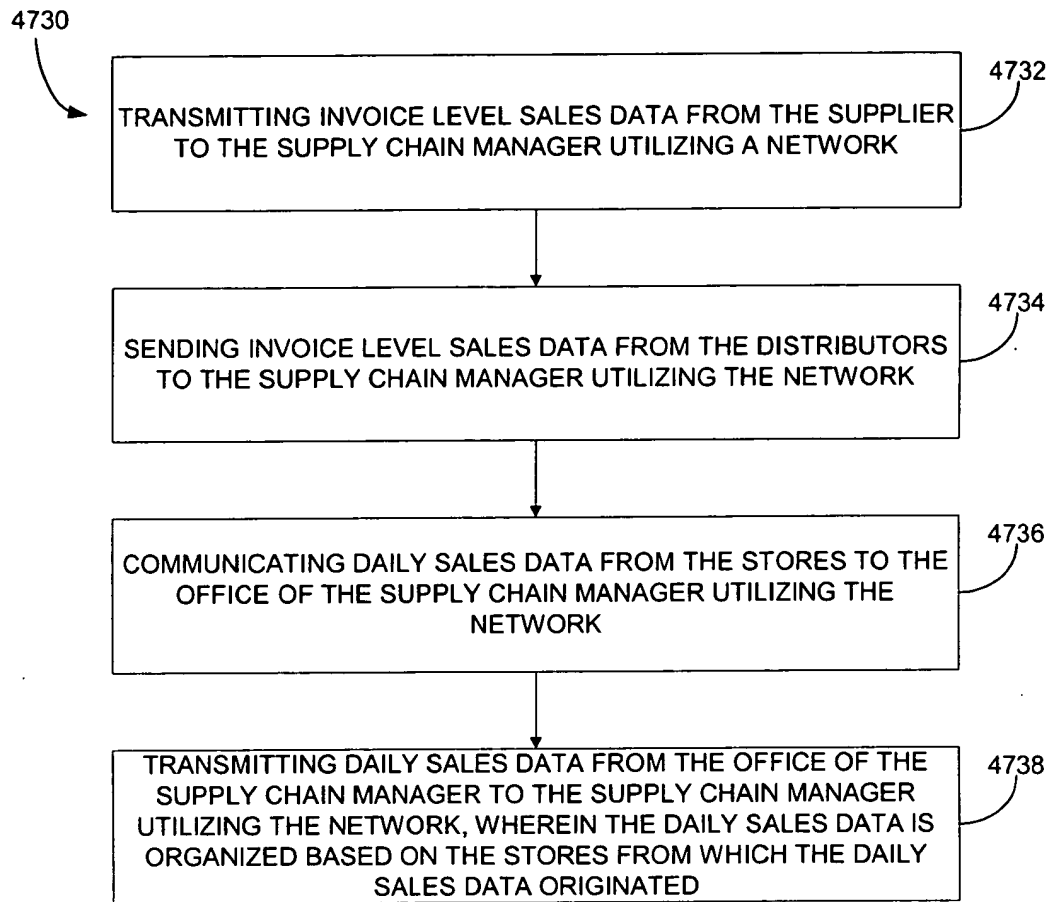 4730
4732
TRANSMITTING INVOICE LEVEL SALES DATA FROM THE SUPPLIER
TO THE SUPPLY CHAIN MANAGER UTILIZING A NETWORK
4734
SENDING INVOICE LEVEL SALES DATA FROM THE DISTRIBUTORS
TO THE SUPPLY CHAIN MANAGER UTILIZING THE NETWORK
4736
COMMUNICATING DAILY SALES DATA FROM THE STORES TO THE
OFFICE OF THE SUPPLY CHAIN MANAGER UTILIZING THE
NETWORK
4738
TRANSMITTING DAILY SALES DATA FROM THE OFFICE OF THE
SUPPLY CHAIN MANAGER TO THE SUPPLY CHAIN MANAGER
UTILIZING THE NETWORK, WHEREIN THE DAILY SALES DATA IS
ORGANIZED BASED ON THE STORES FROM WHICH THE DAILY
SALES DATA ORIGINATED